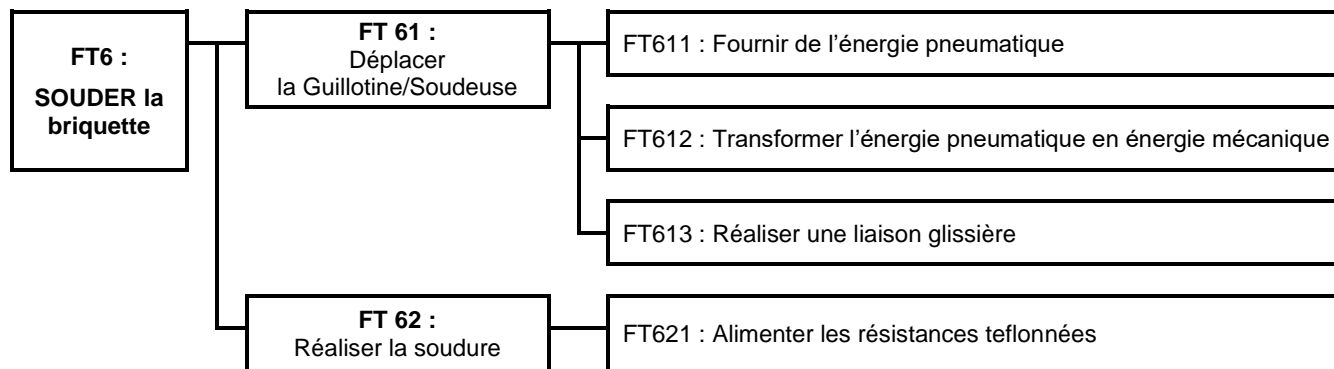 FT6 :
SOUDER la
briquette
FT 61 :
Déplacer
la Guillotine/Soudeuse
FT611 : Fournir de l’énergie pneumatique
FT612 : Transformer l’énergie pneumatique en énergie mécanique
FT613 : Réaliser une liaison glissière
FT 62 :
Réaliser la soudure
FT621 : Alimenter les résistances teflonnées